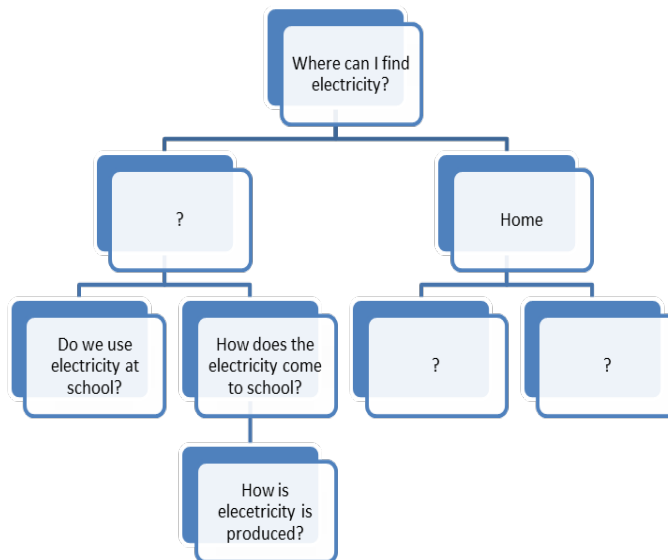 Where can I find
electricity?
?
Home
Do we use
electricity at
school?
How does the
electricity come
to school?
?
?
How is
elecetricity is
produced?